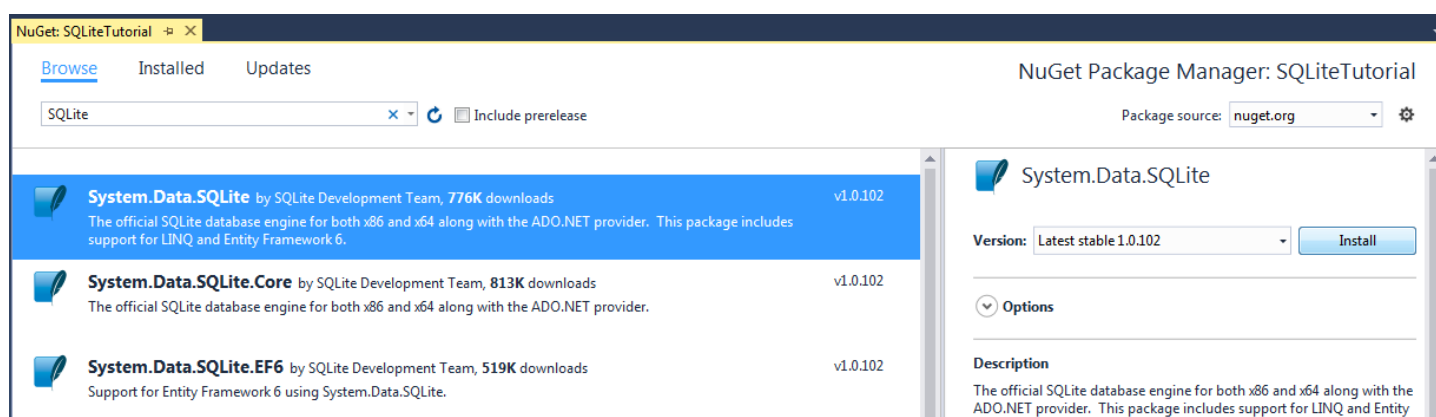 NuGet: SQLiteTutorial
Browse Installed Updates
NuGet Package Manager: SQLiteTutorial
SQLite
Include prerelease
Package source: nuget.org
System.Data.SQLite by SQLite Development Team, 776K downloads v1.0.102
The official SQLite database engine for both x86 and x64 along with the ADO.NET provider. This package includes
support for LINQ and Entity Framework 6.
System.Data.SQLite.Core by SQLite Development Team, 813K downloads v1.0.102
The official SQLite database engine for both x86 and x64 along with the ADO.NET provider.
System.Data.SQLite.EF6 by SQLite Development Team, 519K downloads v1.0.102
Support for Entity Framework 6 using System.Data.SQLite.
System.Data.SQLite
Version: Latest stable 1.0.102 Install
Options
Description
The official SQLite database engine for both x86 and x64 along with the
ADO.NET provider. This package includes support for LINQ and Entity